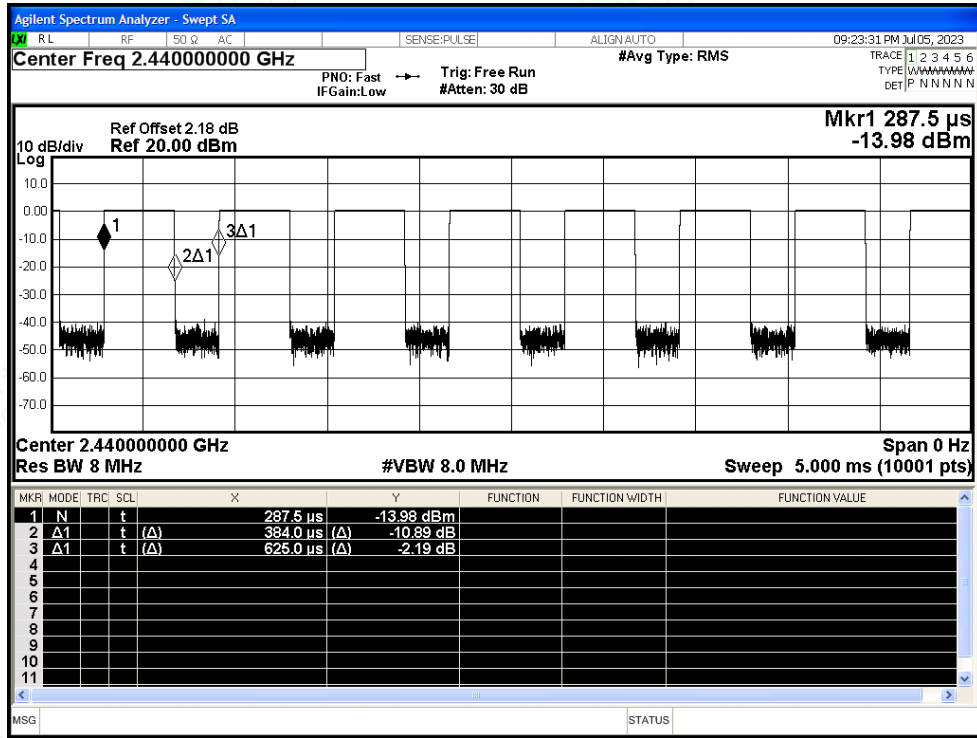 Agilent Spectrum Analyzer - Swept SA
LXI RL RF 50 Ω AC SENSE:PULSE ALIGN AUTO 09:23:31 PM Jul 05, 2023
Center Freq 2.440000000 GHz #Avg Type: RMS TRACE 1 2 3 4 5 6
PNO: Fast Trig: Free Run TYPE WWWWWW
IFGain:Low #Atten: 30 dB DET P N N N N N
Mkr1 287.5 µs
Ref Offset 2.18 dB
10 dB/div Ref 20.00 dBm -13.98 dBm
Log
10.0
0.00
1 3Δ1
-10.0
2Δ1
-20.0
-30.0
-40.0
-50.0
-60.0
-70.0
Center 2.440000000 GHz Span 0 Hz
Res BW 8 MHz #VBW 8.0 MHz Sweep 5.000 ms (10001 pts)
MKR MODE TRC SCL X Y FUNCTION FUNCTION WIDTH FUNCTION VALUE
1 N t 287.5 µs -13.98 dBm
2 Δ1 t (Δ) 384.0 µs (Δ) -10.89 dB
3 Δ1 t (Δ) 625.0 µs (Δ) -2.19 dB
4
5
6
7
8
9
10
11
MSG STATUS